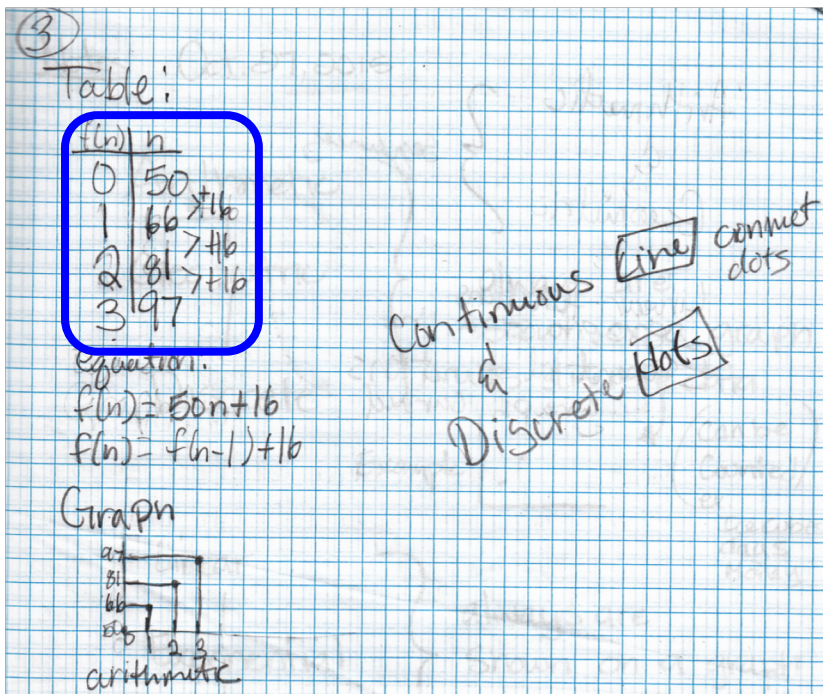 3
Table:
f(n) n
0 50
>+16
1 66
>+16
2 81
>+16
3 97
equation:
f(n)= 50n+16
f(n)= f(n-1)+16
Graph
97
81
66
50
0 1 2 3
arithmetic
Continuous line connect
dots
&
Discrete dots